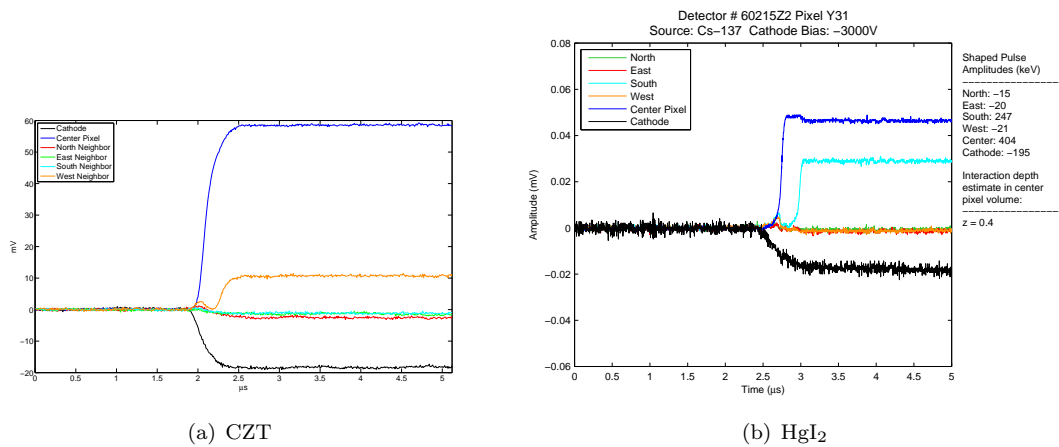 60
50
40
30
20
10
0
−10
−20
mV
Cathode
Center Pixel
North Neighbor
East Neighbor
South Neighbor
West Neighbor
0 0.5 1 1.5 2 2.5 3 3.5 4 4.5 5
μs
(a) CZT
Detector # 60215Z2 Pixel Y31
Source: Cs−137 Cathode Bias: −3000V
0.08
0.06
0.04
0.02
0
−0.02
−0.04
−0.06
Amplitude (mV)
North
East
South
West
Center Pixel
Cathode
0 0.5 1 1.5 2 2.5 3 3.5 4 4.5 5
Time (μs)
Shaped Pulse
Amplitudes (keV)
−−−−−−−−−−−−−−−−
North: −15
East: −20
South: 247
West: −21
Center: 404
Cathode: −195
Interaction depth
estimate in center
pixel volume:
−−−−−−−−−−−−−−−−
z = 0.4
(b) HgI₂